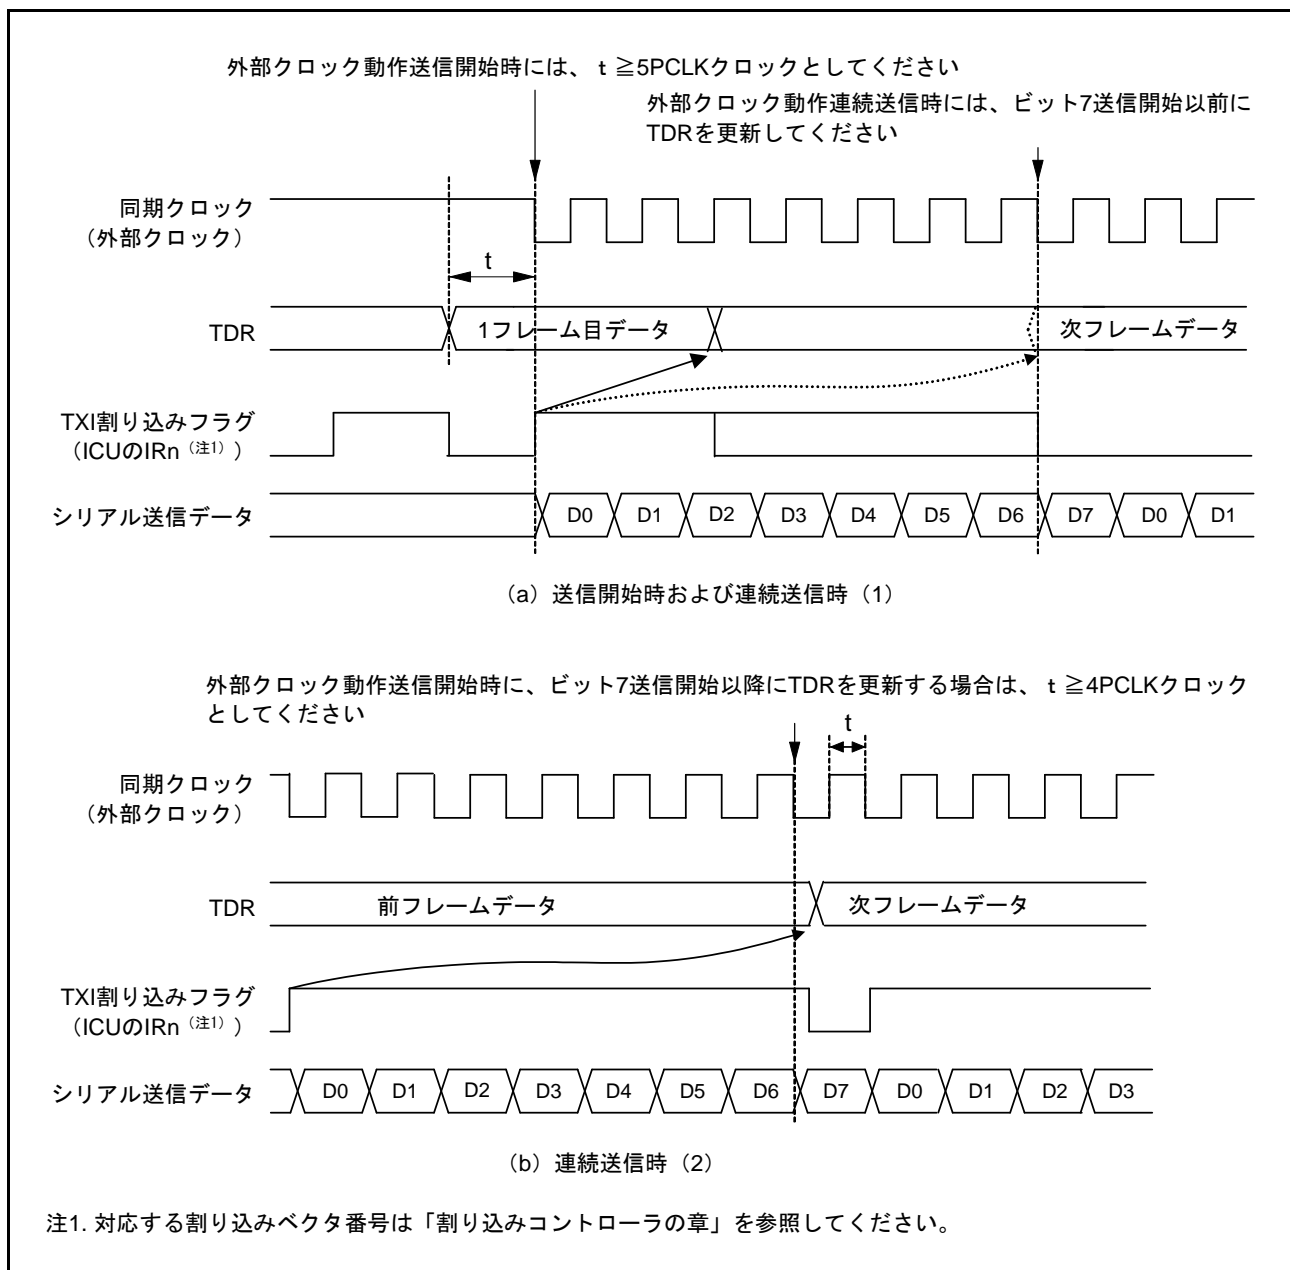 外部クロック動作送信開始時には、 t ≧5PCLKクロックとしてください
外部クロック動作連続送信時には、ビット7送信開始以前に
TDRを更新してください
同期クロック
（外部クロック）
t
TDR
1フレーム目データ
次フレームデータ
TXI割り込みフラグ
（ICUのIRn（注1））
シリアル送信データ
D0 D1 D2 D3 D4 D5 D6 D7 D0 D1
（a）送信開始時および連続送信時（1）
外部クロック動作送信開始時に、ビット7送信開始以降にTDRを更新する場合は、 t ≧4PCLKクロック
としてください
t
同期クロック
（外部クロック）
TDR
前フレームデータ
次フレームデータ
TXI割り込みフラグ
（ICUのIRn（注1））
シリアル送信データ
D0 D1 D2 D3 D4 D5 D6 D7 D0 D1 D2 D3
（b）連続送信時（2）
注1. 対応する割り込みベクタ番号は「割り込みコントローラの章」を参照してください。